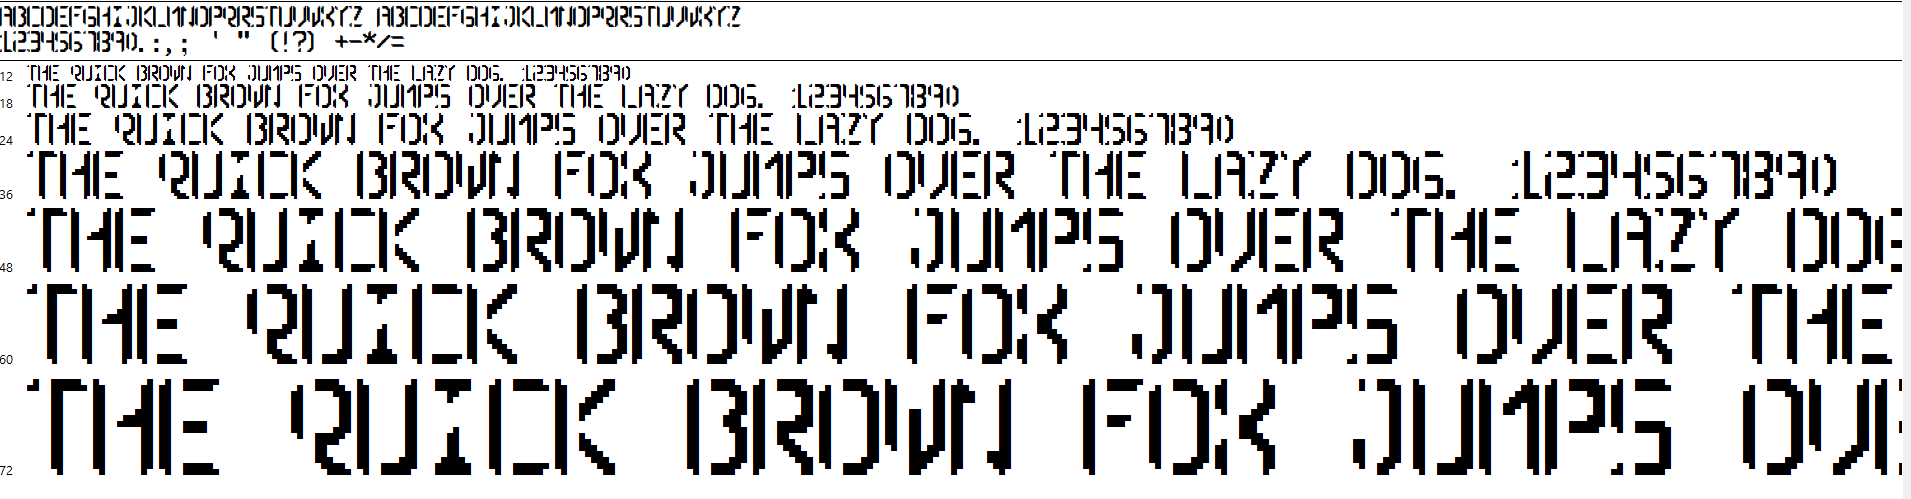 ABCDEFGHIJKLMNOPQRSTUVWXYZ ABCDEFGHIJKLMNOPQRSTUVWXYZ
1234567890.:,; ' " (!?) +-*/=
12 THE QUICK BROWN FOX JUMPS OVER THE LAZY DOG. 1234567890
18 THE QUICK BROWN FOX JUMPS OVER THE LAZY DOG. 1234567890
24 THE QUICK BROWN FOX JUMPS OVER THE LAZY DOG. 1234567890
36 THE QUICK BROWN FOX JUMPS OVER THE LAZY DOG. 1234567890
48 THE QUICK BROWN FOX JUMPS OVER THE LAZY DOG
60 THE QUICK BROWN FOX JUMPS OVER THE
72 THE QUICK BROWN FOX JUMPS OVE